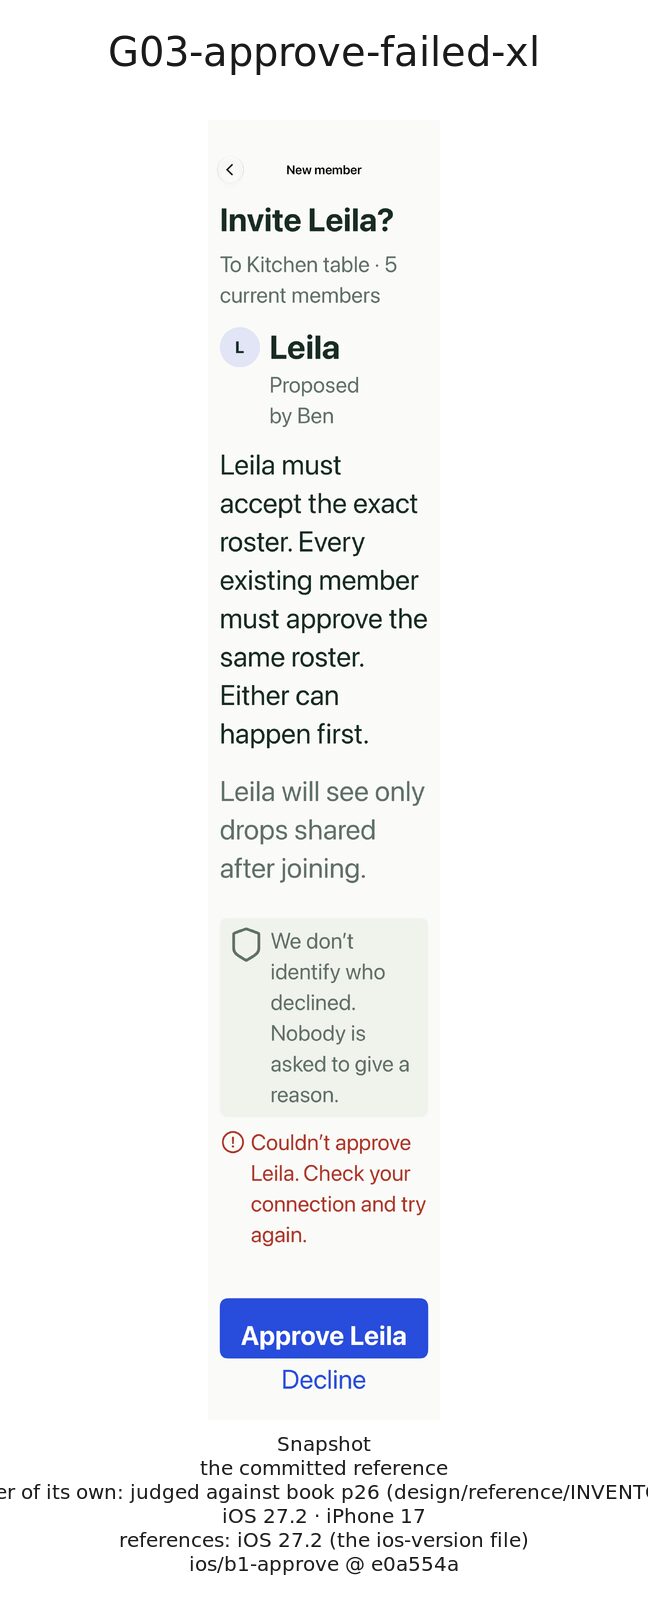 G03-approve-failed-xl
New member
Invite Leila?
To Kitchen table · 5
current members
L
Leila
Proposed
by Ben
Leila must
accept the exact
roster. Every
existing member
must approve the
same roster.
Either can
happen first.
Leila will see only
drops shared
after joining.
We don’t
identify who
declined.
Nobody is
asked to give a
reason.
Couldn’t approve
Leila. Check your
connection and try
again.
Approve Leila
Decline
Snapshot
the committed reference
of its own: judged against book p26 (design/reference/
iOS 27.2 · iPhone 17
references: iOS 27.2 (the ios-version file)
ios/b1-approve @ e0a554a